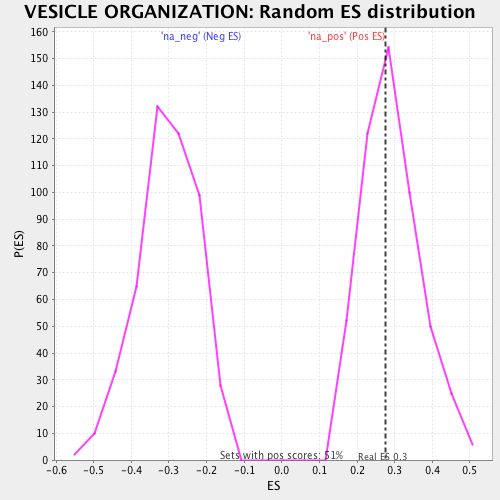 VESICLE ORGANIZATION: Random ES distribution
'na_neg' (Neg ES)
'na_pos' (Pos ES)
160
150
140
130
120
110
100
90
80
70
60
50
40
30
20
10
0
P(ES)
Sets with pos scores: 51%
Real ES 0.3
-0.6 -0.5 -0.4 -0.3 -0.2 -0.1 0.0 0.1 0.2 0.3 0.4 0.5
ES